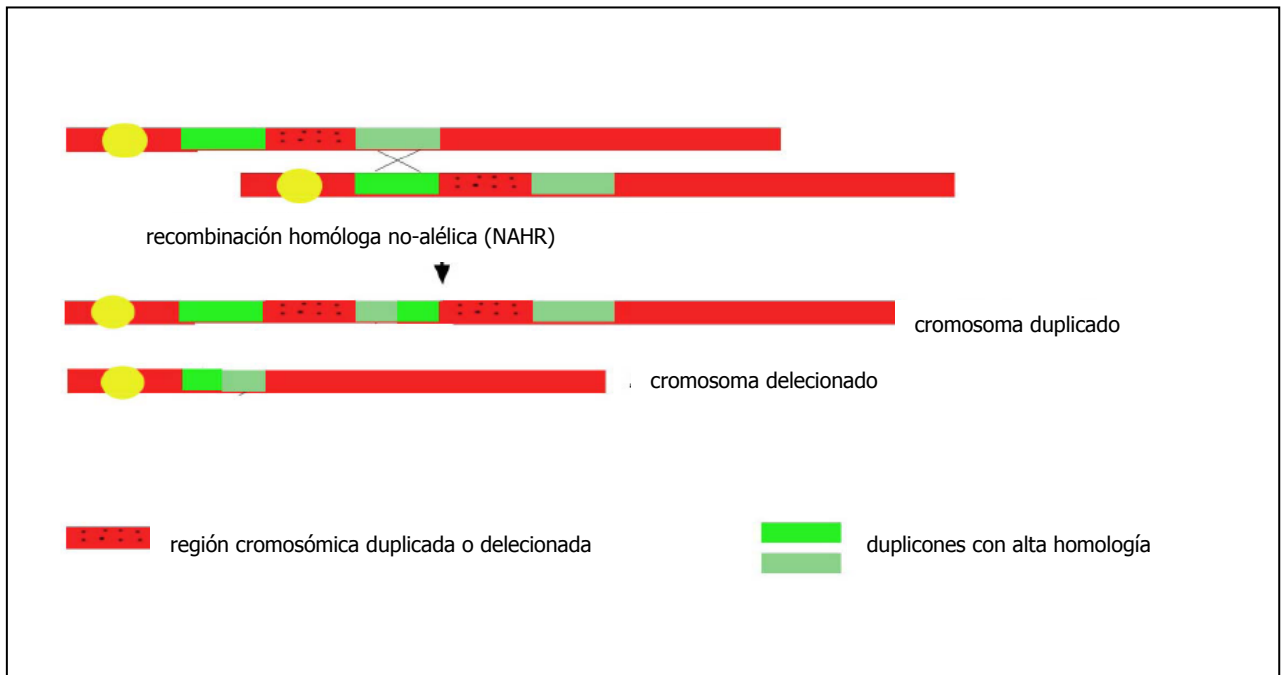 recombinación homóloga no-alélica (NAHR)
cromosoma duplicado
cromosoma delecionado
región cromosómica duplicada o delecionada
duplicones con alta homología